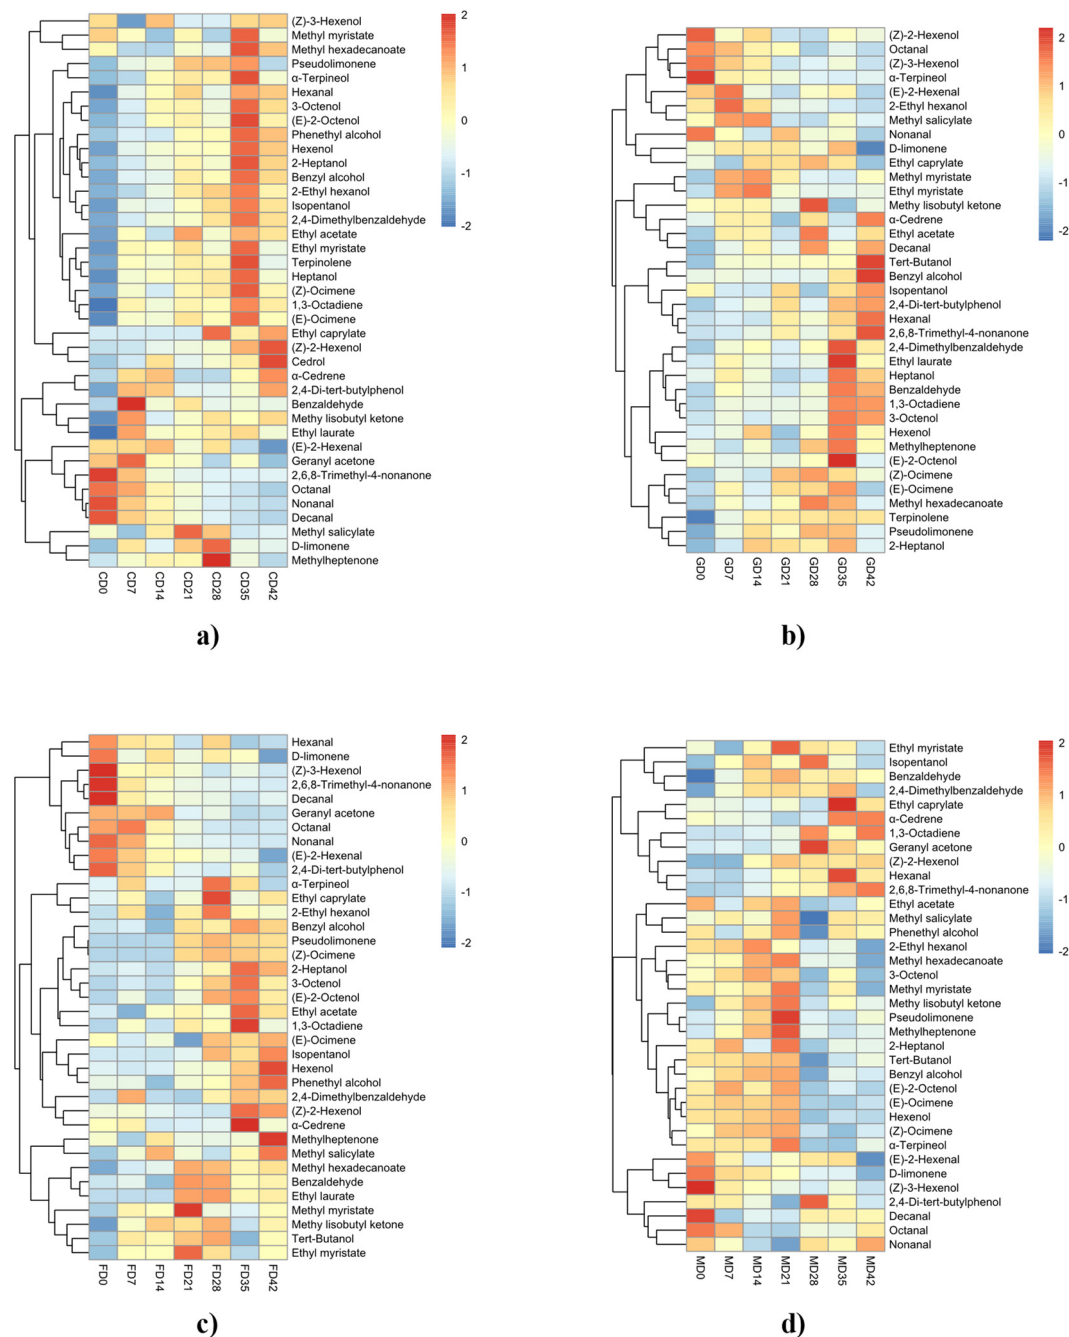 (Z)-3-Hexenol
Methyl myristate
Methyl hexadecanoate
Pseudolimonene
α-Terpineol
Hexanal
3-Octenol
(E)-2-Octenol
Phenethyl alcohol
Hexenol
2-Heptanol
Benzyl alcohol
2-Ethyl hexanol
Isopentanol
2,4-Dimethylbenzaldehyde
Ethyl acetate
Ethyl myristate
Terpinolene
Heptanol
(Z)-Ocimene
1,3-Octadiene
(E)-Ocimene
Ethyl caprylate
(Z)-2-Hexenol
Cedrol
α-Cedrene
2,4-Di-tert-butylphenol
Benzaldehyde
Methy lisobutyl ketone
Ethyl laurate
(E)-2-Hexenal
Geranyl acetone
2,6,8-Trimethyl-4-nonanone
Octanal
Nonanal
Decanal
Methyl salicylate
D-limonene
Methylheptenone
CD0
CD7
CD14
CD21
CD28
CD35
CD42
2
1
0
-1
-2
a)
(Z)-2-Hexenol
Octanal
(Z)-3-Hexenol
α-Terpineol
(E)-2-Hexenal
2-Ethyl hexanol
Methyl salicylate
Nonanal
D-limonene
Ethyl caprylate
Methyl myristate
Ethyl myristate
Methy lisobutyl ketone
α-Cedrene
Ethyl acetate
Decanal
Tert-Butanol
Benzyl alcohol
Isopentanol
2,4-Di-tert-butylphenol
Hexanal
2,6,8-Trimethyl-4-nonanone
2,4-Dimethylbenzaldehyde
Ethyl laurate
Heptanol
Benzaldehyde
1,3-Octadiene
3-Octenol
Hexenol
Methylheptenone
(E)-2-Octenol
(Z)-Ocimene
(E)-Ocimene
Methyl hexadecanoate
Terpinolene
Pseudolimonene
2-Heptanol
GD0
GD7
GD14
GD21
GD28
GD35
GD42
2
1
0
-1
-2
b)
Hexanal
D-limonene
(Z)-3-Hexenol
2,6,8-Trimethyl-4-nonanone
Decanal
Geranyl acetone
Octanal
Nonanal
(E)-2-Hexenal
2,4-Di-tert-butylphenol
α-Terpineol
Ethyl caprylate
2-Ethyl hexanol
Benzyl alcohol
Pseudolimonene
(Z)-Ocimene
2-Heptanol
3-Octenol
(E)-2-Octenol
Ethyl acetate
1,3-Octadiene
(E)-Ocimene
Isopentanol
Hexenol
Phenethyl alcohol
2,4-Dimethylbenzaldehyde
(Z)-2-Hexenol
α-Cedrene
Methylheptenone
Methyl salicylate
Methyl hexadecanoate
Benzaldehyde
Ethyl laurate
Methyl myristate
Methy lisobutyl ketone
Tert-Butanol
Ethyl myristate
FD0
FD7
FD14
FD21
FD28
FD35
FD42
2
1
0
-1
-2
c)
Ethyl myristate
Isopentanol
Benzaldehyde
2,4-Dimethylbenzaldehyde
Ethyl caprylate
α-Cedrene
1,3-Octadiene
Geranyl acetone
(Z)-2-Hexenol
Hexanal
2,6,8-Trimethyl-4-nonanone
Ethyl acetate
Methyl salicylate
Phenethyl alcohol
2-Ethyl hexanol
Methyl hexadecanoate
3-Octenol
Methyl myristate
Methy lisobutyl ketone
Pseudolimonene
Methylheptenone
2-Heptanol
Tert-Butanol
Benzyl alcohol
(E)-2-Octenol
(E)-Ocimene
Hexenol
(Z)-Ocimene
α-Terpineol
(E)-2-Hexenal
D-limonene
(Z)-3-Hexenol
2,4-Di-tert-butylphenol
Decanal
Octanal
Nonanal
MD0
MD7
MD14
MD21
MD28
MD35
MD42
2
1
0
-1
-2
d)